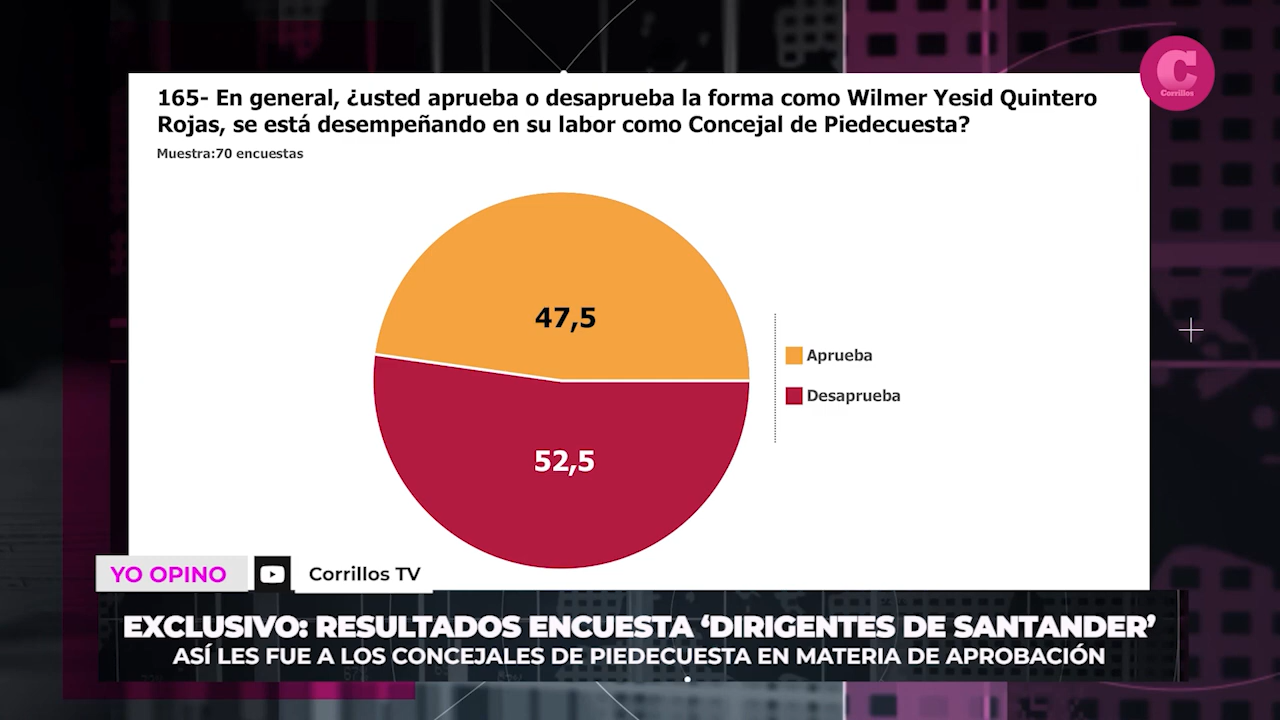 C
Corrillos
165- En general, ¿usted aprueba o desaprueba la forma como Wilmer Yesid Quintero
Rojas, se está desempeñando en su labor como Concejal de Piedecuesta?
Muestra:70 encuestas
47,5
52,5
Aprueba
Desaprueba
YO OPINO
Corrillos TV
EXCLUSIVO: RESULTADOS ENCUESTA ‘DIRIGENTES DE SANTANDER’
ASÍ LES FUE A LOS CONCEJALES DE PIEDECUESTA EN MATERIA DE APROBACIÓN